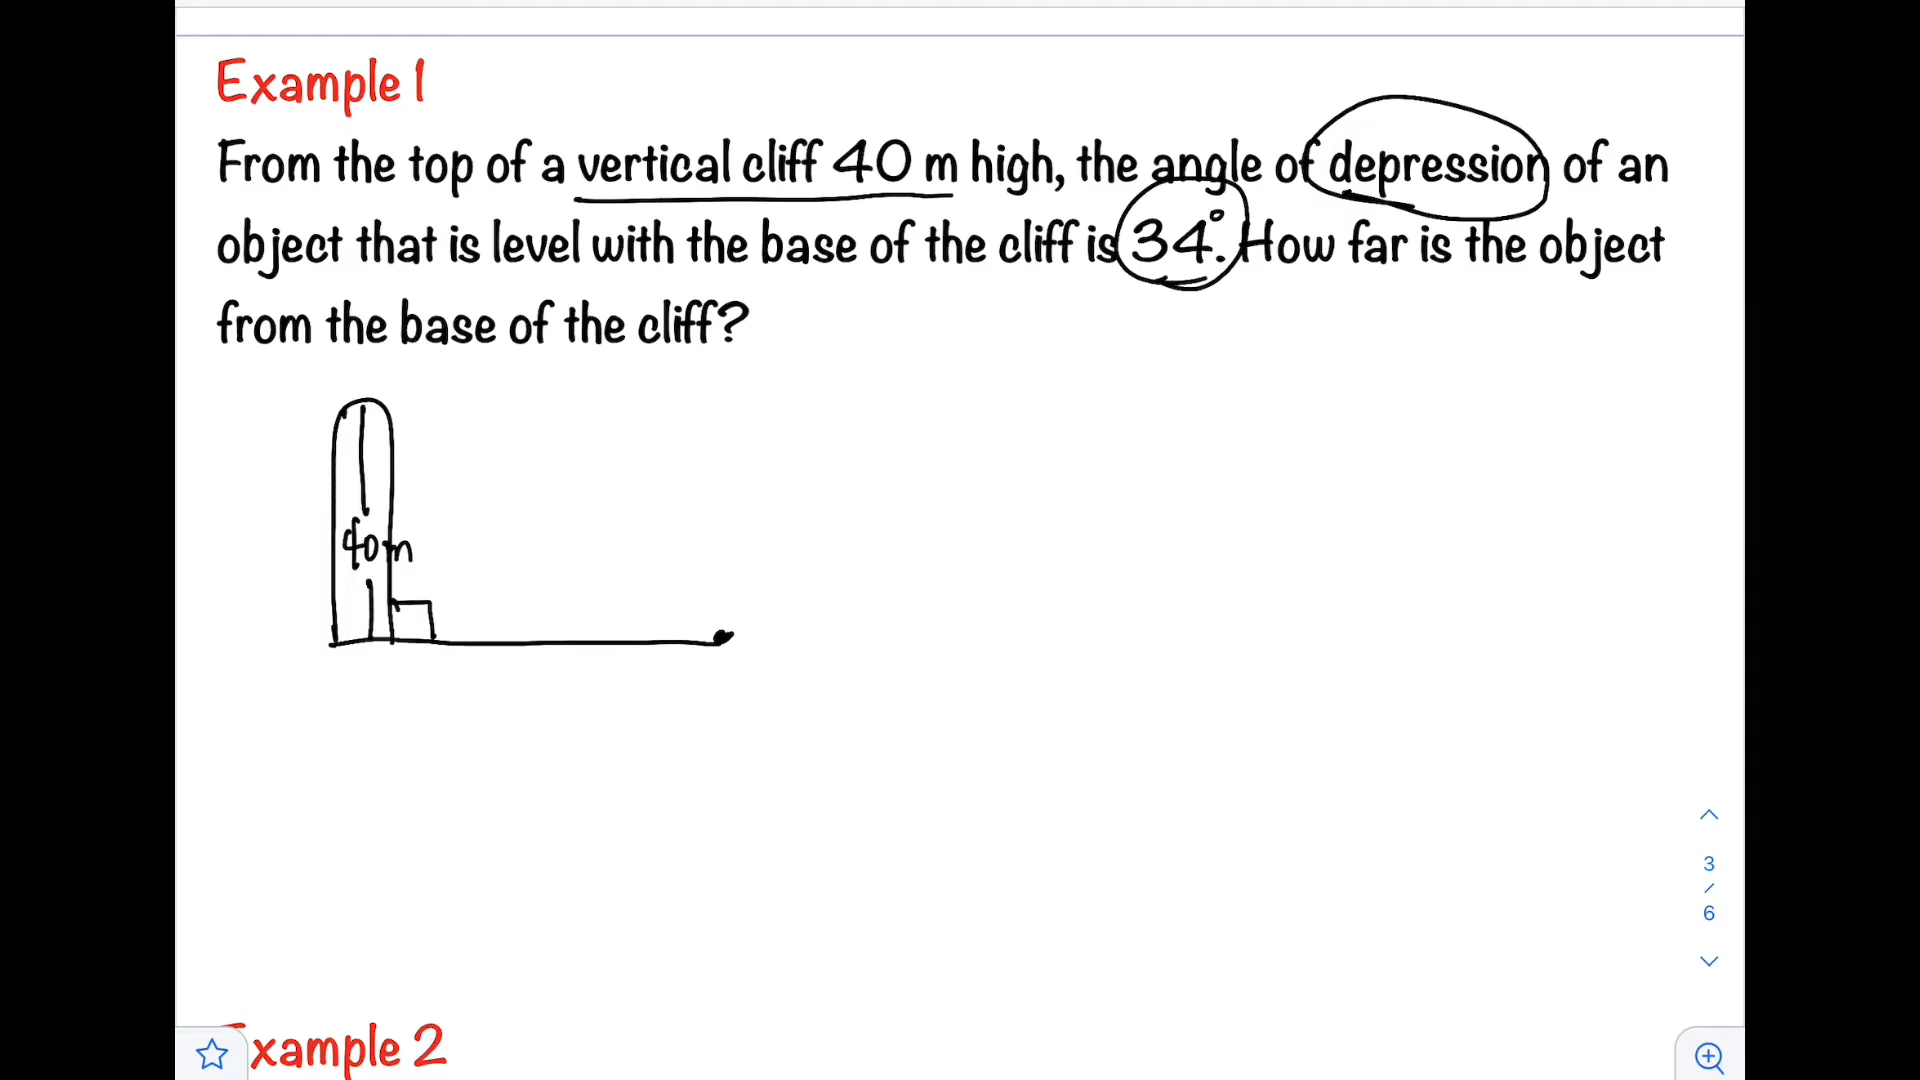 Example 1
From the top of a vertical cliff 40 m high, the angle of depression of an
object that is level with the base of the cliff is 34°. How far is the object
from the base of the cliff?
40m
3
/
6
Example 2